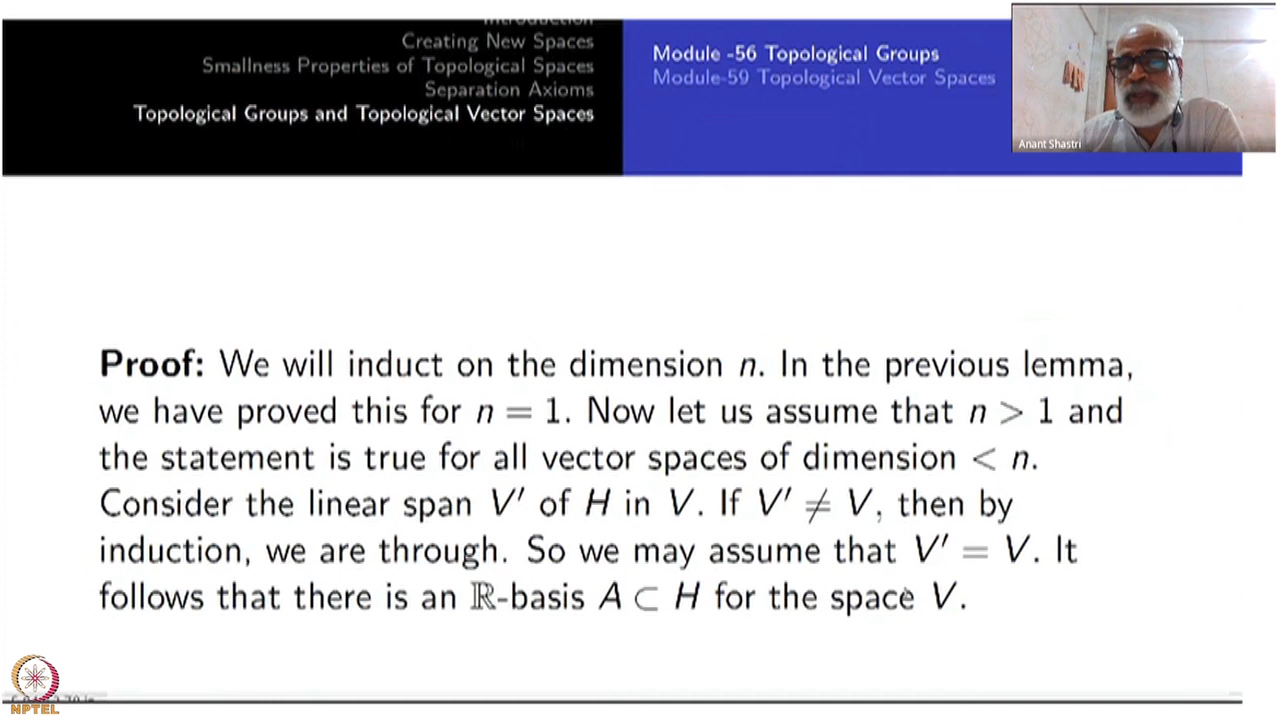 Introduction
Creating New Spaces
Smallness Properties of Topological Spaces
Separation Axioms
Topological Groups and Topological Vector Spaces
Module -56 Topological Groups
Module-59 Topological Vector Spaces
Anant Shastri
Proof: We will induct on the dimension n. In the previous lemma,
we have proved this for n = 1. Now let us assume that n > 1 and
the statement is true for all vector spaces of dimension < n.
Consider the linear span V′ of H in V. If V′ ≠ V, then by
induction, we are through. So we may assume that V′ = V. It
follows that there is an ℝ-basis A ⊂ H for the space V.
NPTEL